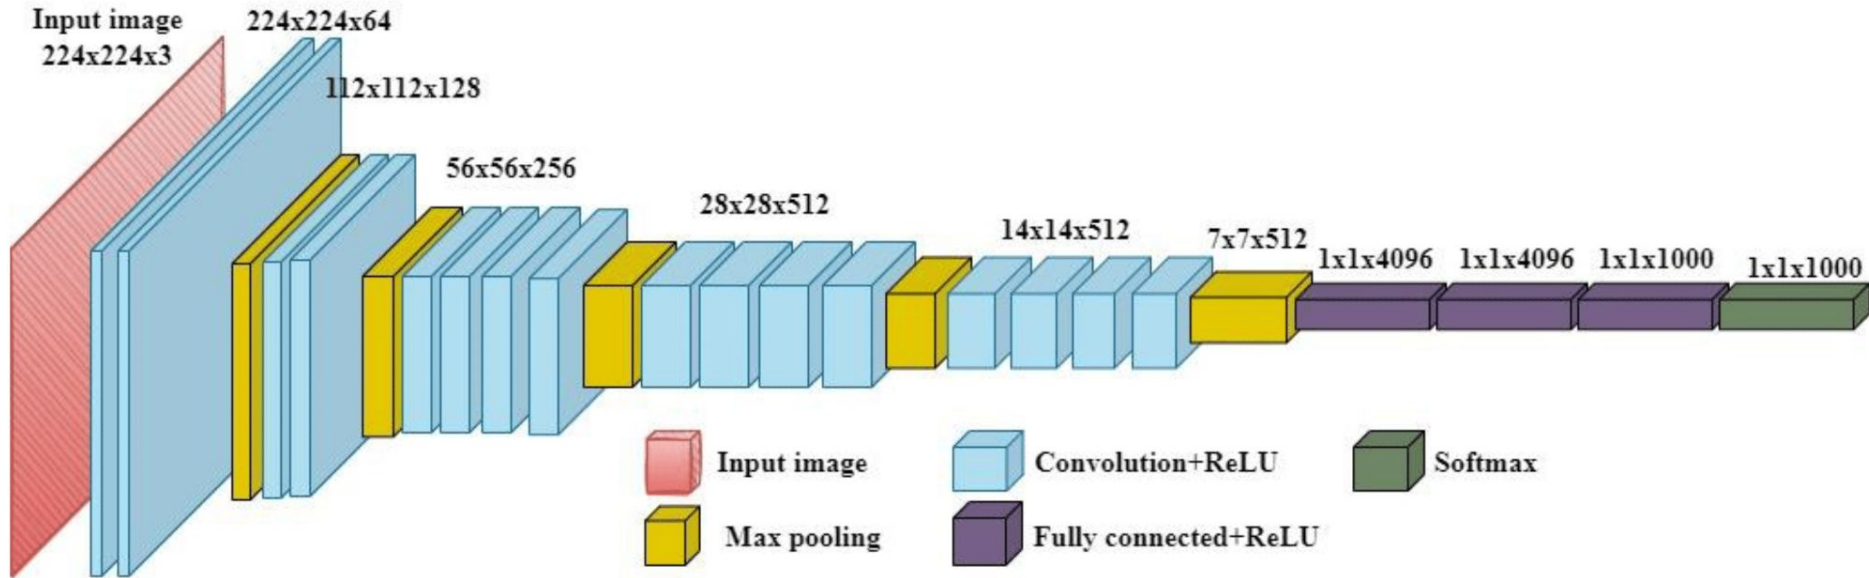 Input image
224x224x3
224x224x64
112x112x128
56x56x256
28x28x512
14x14x512
7x7x512
1x1x4096
1x1x4096
1x1x1000
1x1x1000
Input image
Convolution+ReLU
Softmax
Max pooling
Fully connected+ReLU